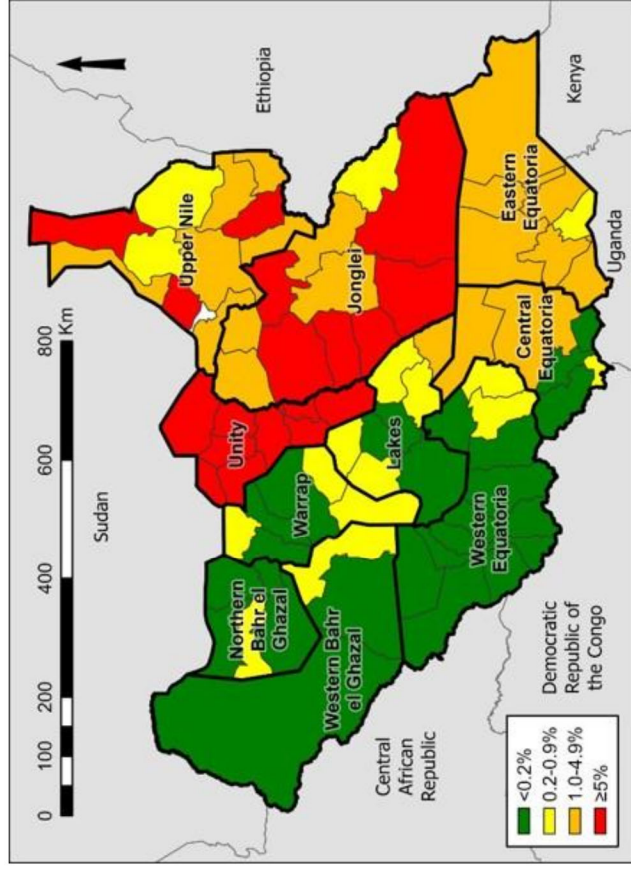 0 100 200 400 600 800
Km
Sudan
Ethiopia
Upper Nile
Unity
Northern
Bahr el
Ghazal
Warrap
Jonglei
Western Bahr
el Ghazal
Lakes
Central
African
Republic
Western
Equatoria
Central
Equatoria
Eastern
Equatoria
Democratic
Republic of
the Congo
Uganda
Kenya
<0.2%
0.2-0.9%
1.0-4.9%
≥5%